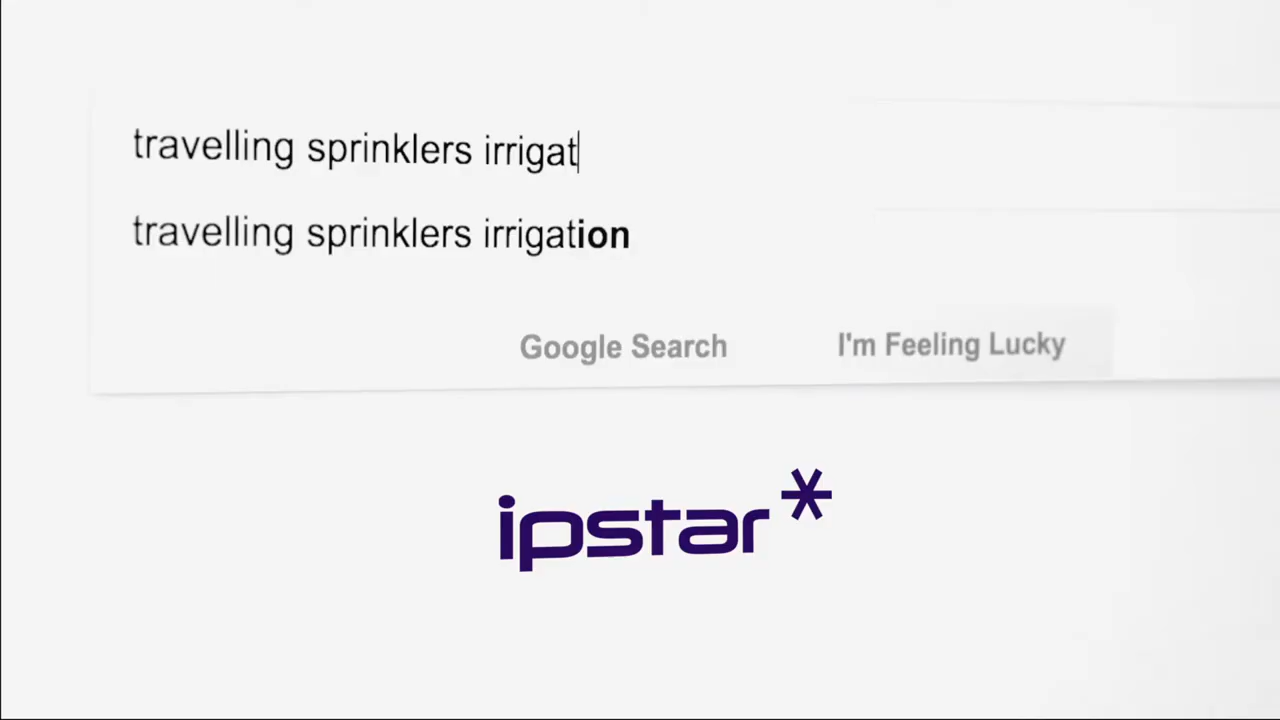 travelling sprinklers irrigat
travelling sprinklers irrigation
Google Search I'm Feeling Lucky
ipstar*